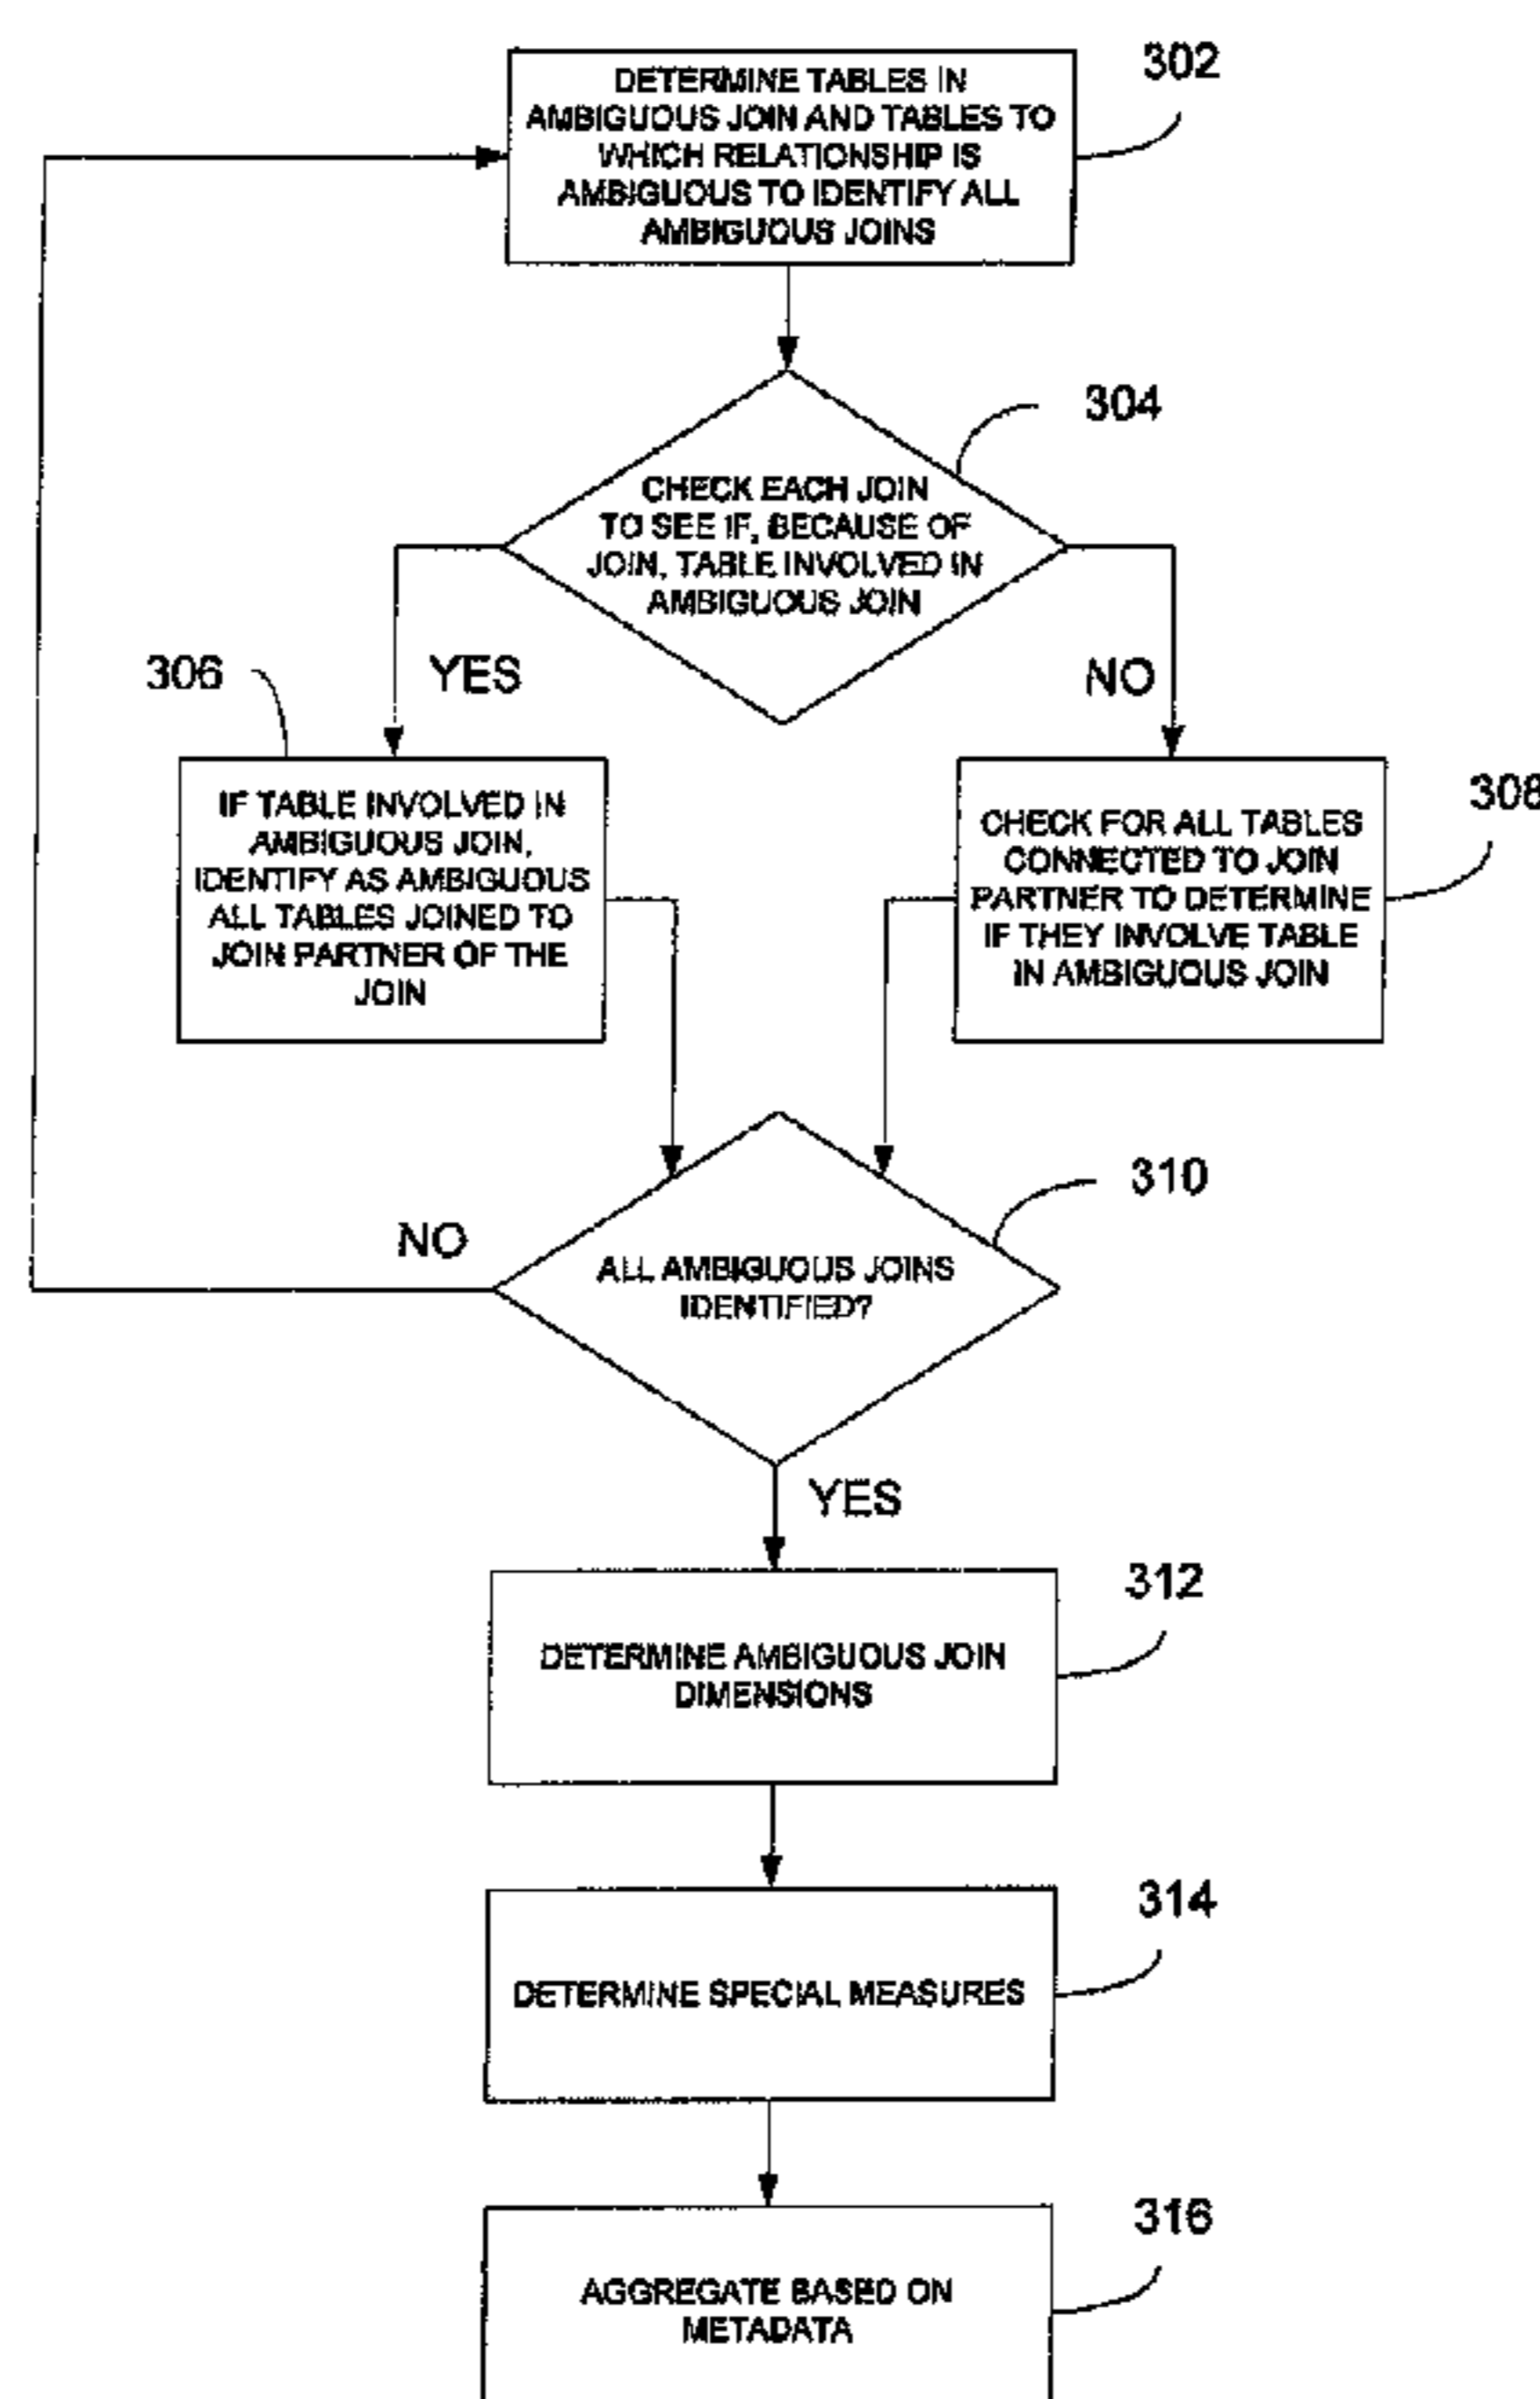 302
DETERMINE TABLES IN
AMBIGUOUS JOIN AND TABLES TO
WHICH RELATIONSHIP IS
AMBIGUOUS TO IDENTIFY ALL
AMBIGUOUS JOINS
304
CHECK EACH JOIN
TO SEE IF, BECAUSE OF
JOIN, TABLE INVOLVED IN
AMBIGUOUS JOIN
306
YES
NO
IF TABLE INVOLVED IN
AMBIGUOUS JOIN,
IDENTIFY AS AMBIGUOUS
ALL TABLES JOINED TO
JOIN PARTNER OF THE
JOIN
308
CHECK FOR ALL TABLES
CONNECTED TO JOIN
PARTNER TO DETERMINE
IF THEY INVOLVE TABLE
IN AMBIGUOUS JOIN
310
NO
ALL AMBIGUOUS JOINS
IDENTIFIED?
YES
312
DETERMINE AMBIGUOUS JOIN
DIMENSIONS
314
DETERMINE SPECIAL MEASURES
316
AGGREGATE BASED ON
METADATA